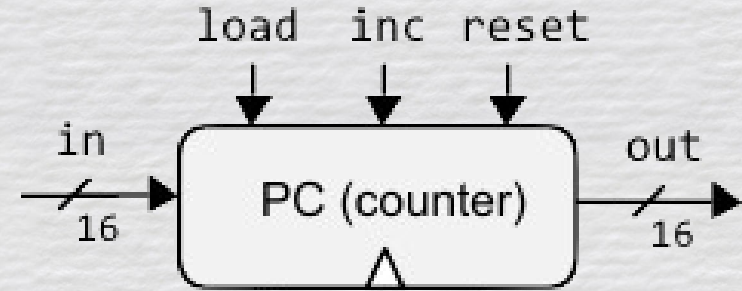 load inc reset
in
out
PC (counter)
16
16